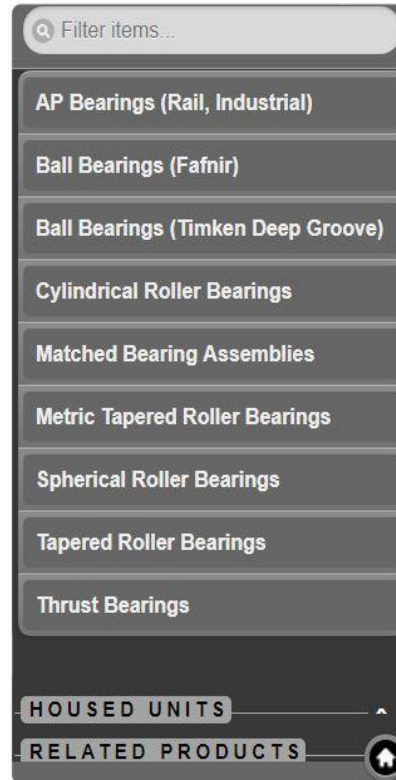 Filter items...
AP Bearings (Rail, Industrial)
Ball Bearings (Fafnir)
Ball Bearings (Timken Deep Groove)
Cylindrical Roller Bearings
Matched Bearing Assemblies
Metric Tapered Roller Bearings
Spherical Roller Bearings
Tapered Roller Bearings
Thrust Bearings
HOUSED UNITS
RELATED PRODUCTS